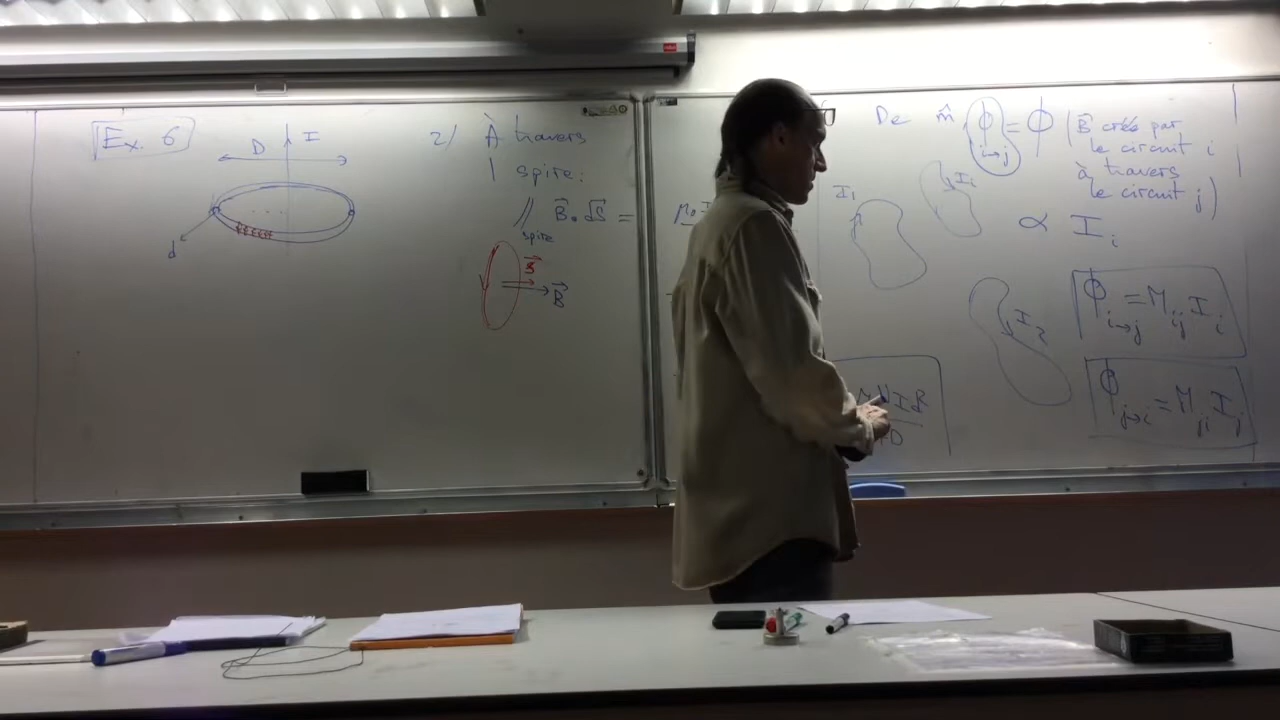 Ex. 6
D
I
d
2) À travers
1 spire:
∬ B⃗ . dS⃗ = μ₀ I
spire
S⃗
B⃗
De m̂ ϕ i→j = ϕ (B⃗ créé par
le circuit i
à travers
le circuit j)
∝ I i
I₁
I i
I₂
ϕ i→j = M ij I i
ϕ j→i = M ji I j